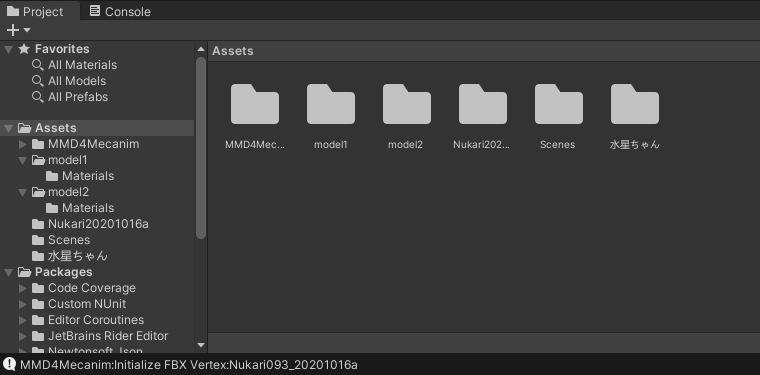 Project
Console
Favorites
All Materials
All Models
All Prefabs
Assets
MMD4Mecanim
model1
Materials
model2
Materials
Nukari20201016a
Scenes
水星ちゃん
Packages
Code Coverage
Custom NUnit
Editor Coroutines
JetBrains Rider Editor
Newtonsoft Json
Assets
MMD4Mec...
model1
model2
Nukari202...
Scenes
水星ちゃん
MMD4Mecanim:Initialize FBX Vertex:Nukari093_20201016a